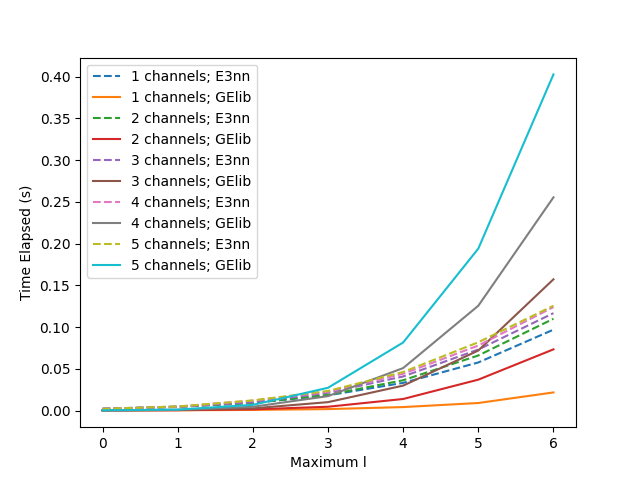 0.40
0.35
0.30
0.25
0.20
0.15
0.10
0.05
0.00
Time Elapsed (s)
1 channels; E3nn
1 channels; GElib
2 channels; E3nn
2 channels; GElib
3 channels; E3nn
3 channels; GElib
4 channels; E3nn
4 channels; GElib
5 channels; E3nn
5 channels; GElib
0 1 2 3 4 5 6
Maximum l